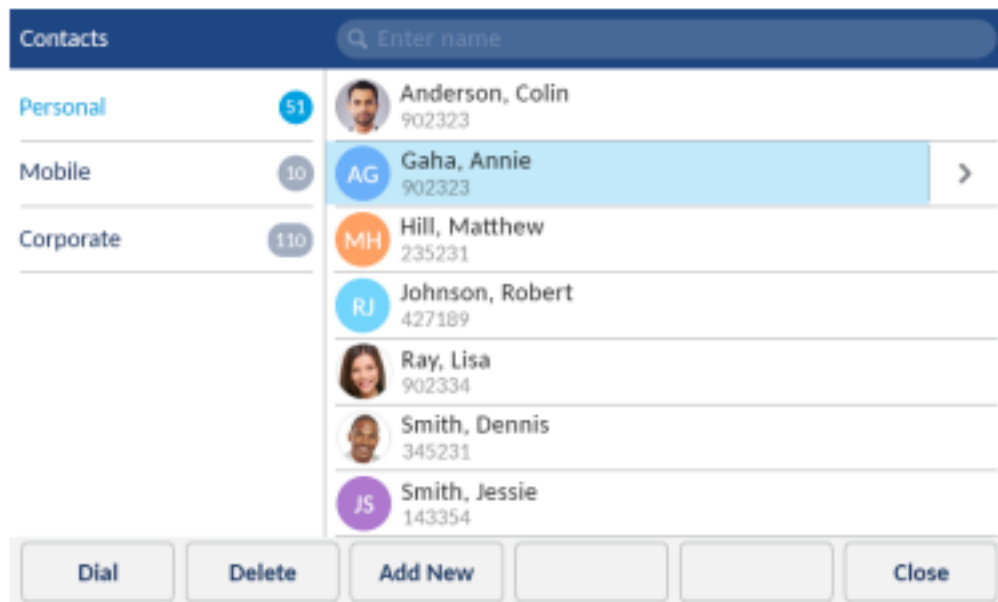 Contacts
Enter name
Personal 51
Mobile 10
Corporate 110
Anderson, Colin
902323
AG
Gaha, Annie
902323
MH
Hill, Matthew
235231
RJ
Johnson, Robert
427189
Ray, Lisa
902334
Smith, Dennis
345231
JS
Smith, Jessie
143354
Dial Delete Add New Close